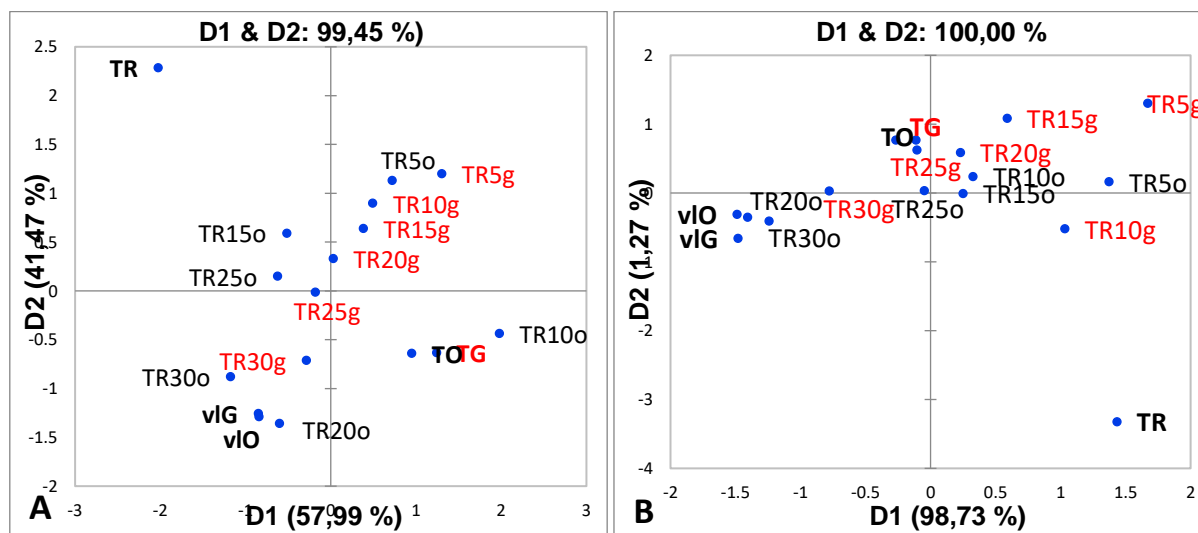 D1 & D2: 99,45 %)
2.5
TR
2
1.5
TR5o
TR5g
1
TR10g
TR15g
TR15o
0.5
TR20g
TR25o
0
TR25g
-0.5
TR10o
TO
TG
TR30g
TR30o
-1
vlG
vlO
TR20o
-1.5
-2
D2 (41,47 %)
-3
-2
-1
0
1
2
3
A
D1 (57,99 %)
D1 & D2: 100,00 %
2
TR5g
TR15g
1
TO
TG
TR20g
TR25g
TR10o
TR5o
0
TR20o
TR30g
TR25o
TR15o
vlO
vlG
TR30o
TR10g
-1
-2
-3
TR
-4
D2 (1,27 %)
-2
-1.5
-1
-0.5
0
0.5
1
1.5
2
B
D1 (98,73 %)